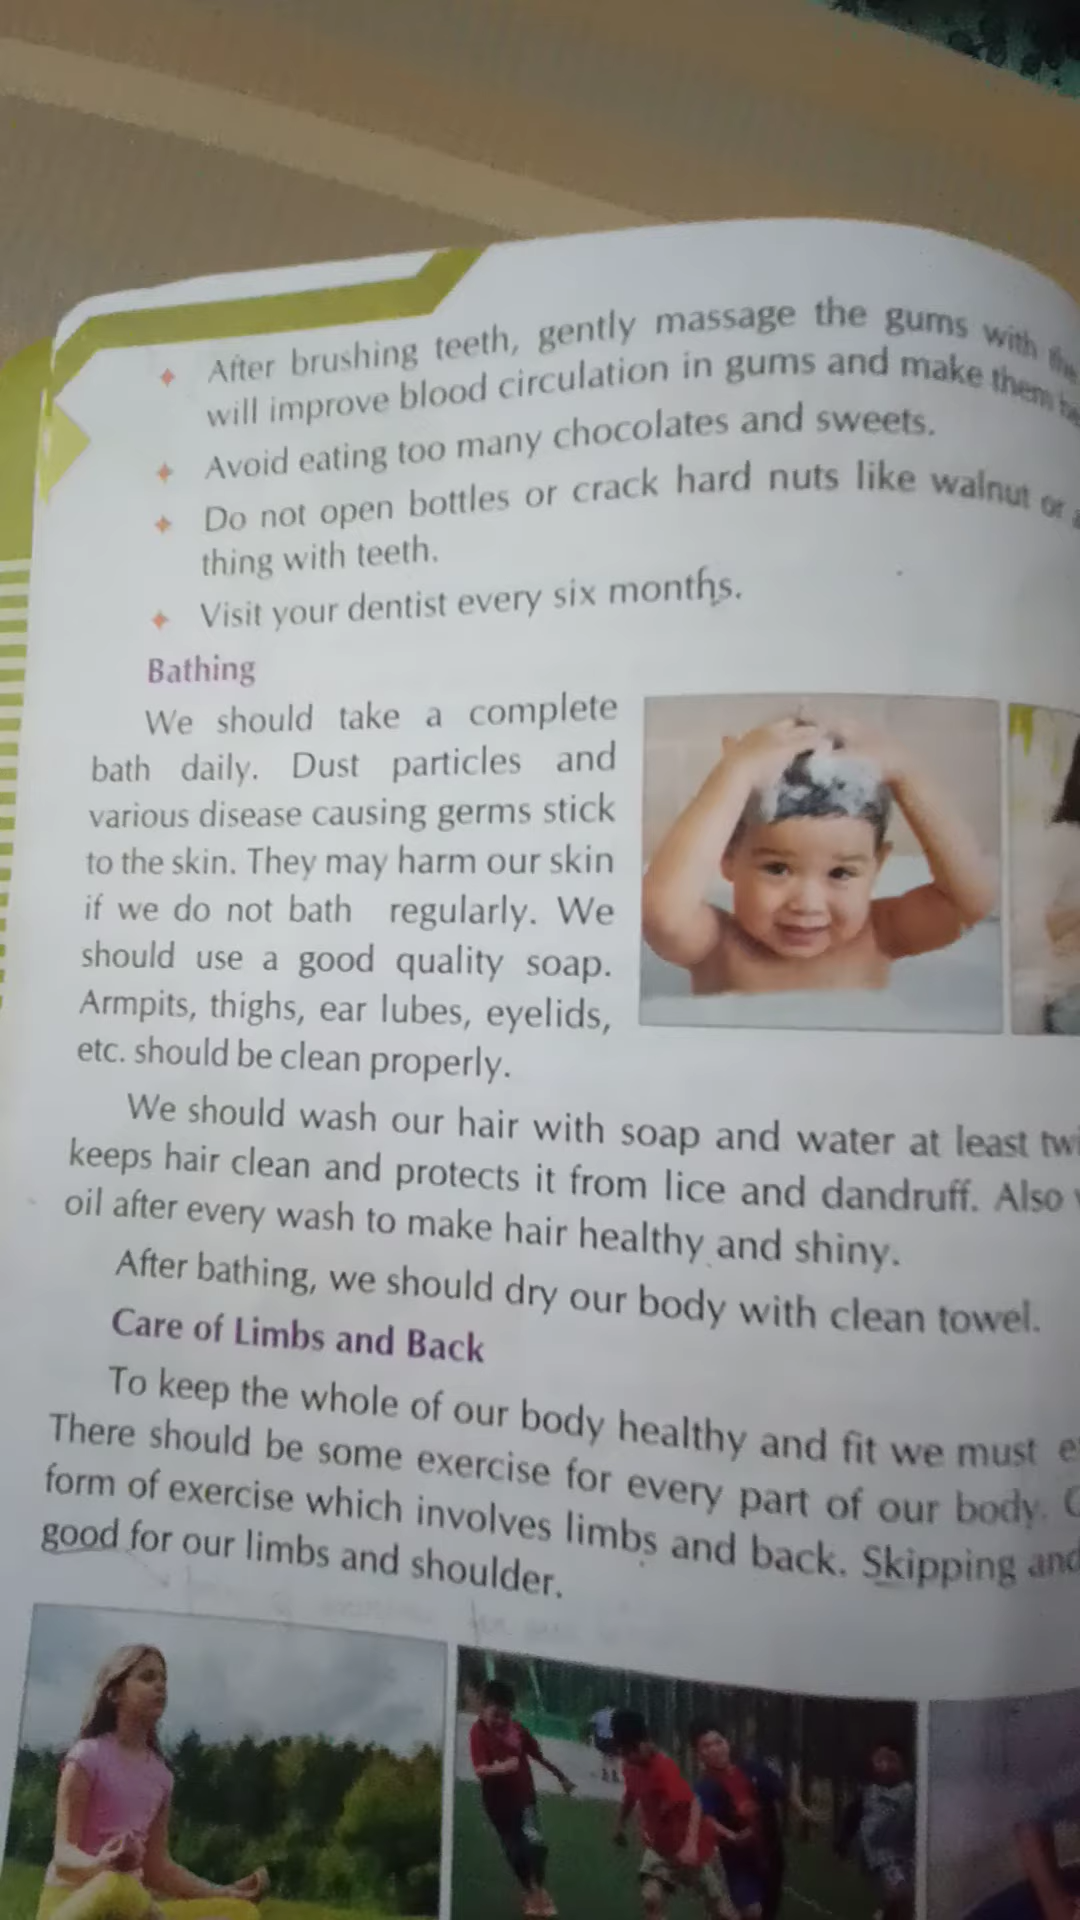 After brushing teeth, gently massage the gums with the
will improve blood circulation in gums and make them
Avoid eating too many chocolates and sweets.
Do not open bottles or crack hard nuts like walnut or
thing with teeth.
Visit your dentist every six months.
Bathing
We should take a complete
bath daily. Dust particles and
various disease causing germs stick
to the skin. They may harm our skin
if we do not bath regularly. We
should use a good quality soap.
Armpits, thighs, ear lubes, eyelids,
etc. should be clean properly.
We should wash our hair with soap and water at least
keeps hair clean and protects it from lice and dandruff. Also
oil after every wash to make hair healthy and shiny.
After bathing, we should dry our body with clean towel.
Care of Limbs and Back
To keep the whole of our body healthy and fit we must
There should be some exercise for every part of our body.
form of exercise which involves limbs and back. Skipping and
good for our limbs and shoulder.